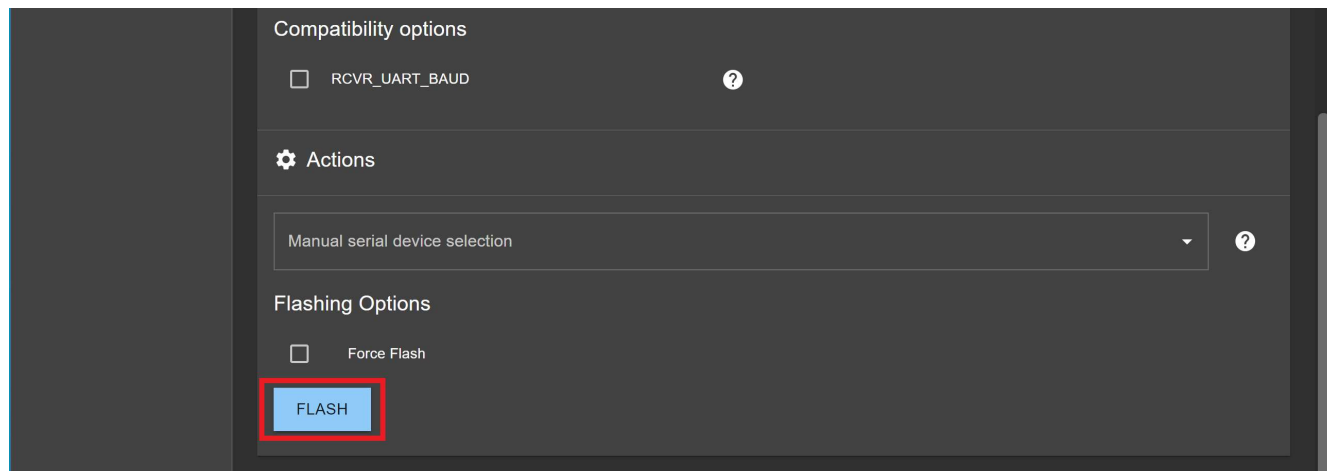 Compatibility options
RCVR_UART_BAUD
Actions
Manual serial device selection
Flashing Options
Force Flash
FLASH